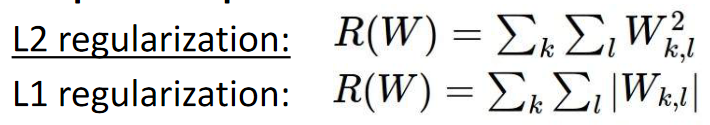 L2 regularization: R(W) = ∑ₖ ∑ₗ W²ₖ,ₗ
L1 regularization: R(W) = ∑ₖ ∑ₗ |Wₖ,ₗ|